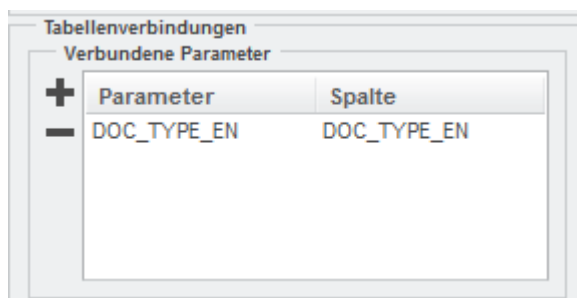 Tabellenverbindungen
Verbundene Parameter
Parameter Spalte
DOC_TYPE_EN DOC_TYPE_EN